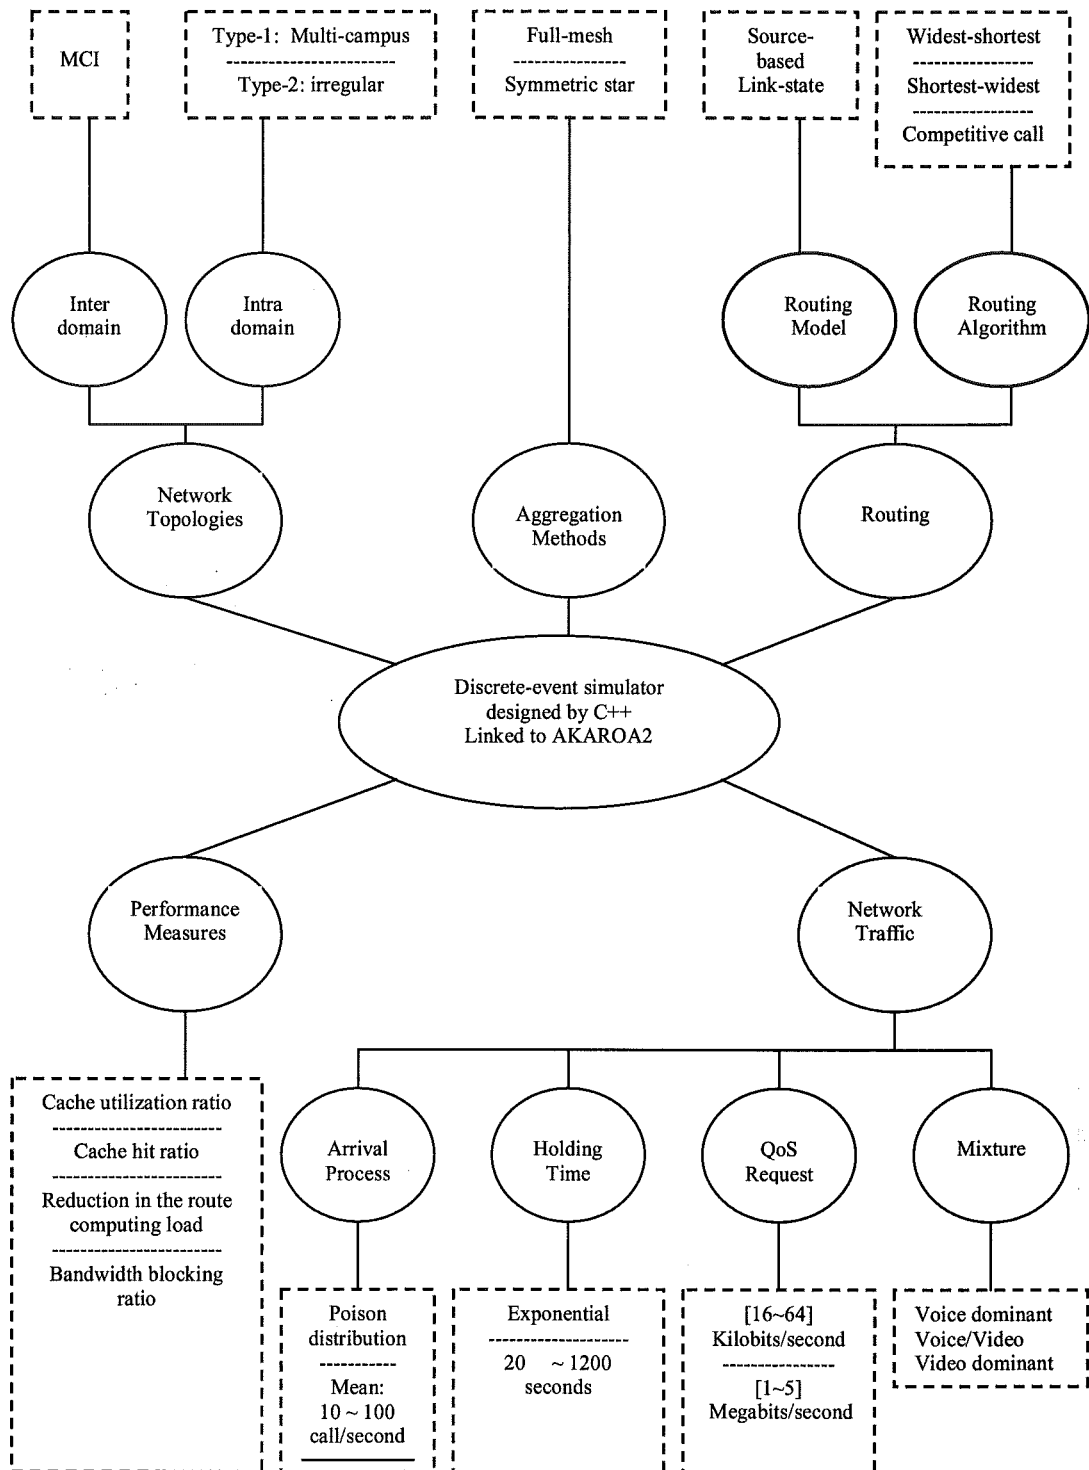 MCI
Type-1: Multi-campus
Type-2: irregular
Full-mesh
Symmetric star
Source-
based
Link-state
Widest-shortest
Shortest-widest
Competitive call
Inter
domain
Intra
domain
Routing
Model
Routing
Algorithm
Network
Topologies
Aggregation
Methods
Routing
Discrete-event simulator
designed by C++
Linked to AKAROA2
Performance
Measures
Network
Traffic
Cache utilization ratio
Cache hit ratio
Reduction in the route
computing load
Bandwidth blocking
ratio
Arrival
Process
Holding
Time
QoS
Request
Mixture
Poison
distribution
Mean:
10 ~ 100
call/second
Exponential
20 ~ 1200
seconds
[16~64]
Kilobits/second
[1~5]
Megabits/second
Voice dominant
Voice/Video
Video dominant